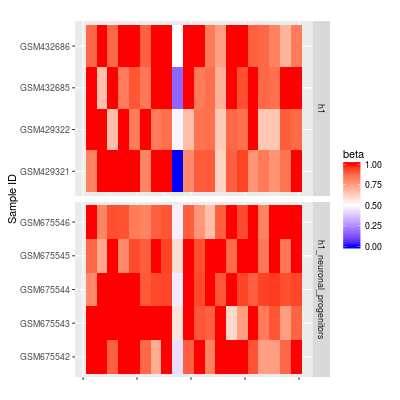 GSM432686
GSM432685
GSM429322
GSM429321
h1
GSM675546
GSM675545
GSM675544
GSM675543
GSM675542
h1_neuronal_progenitors
Sample ID
beta
1.00
0.75
0.50
0.25
0.00